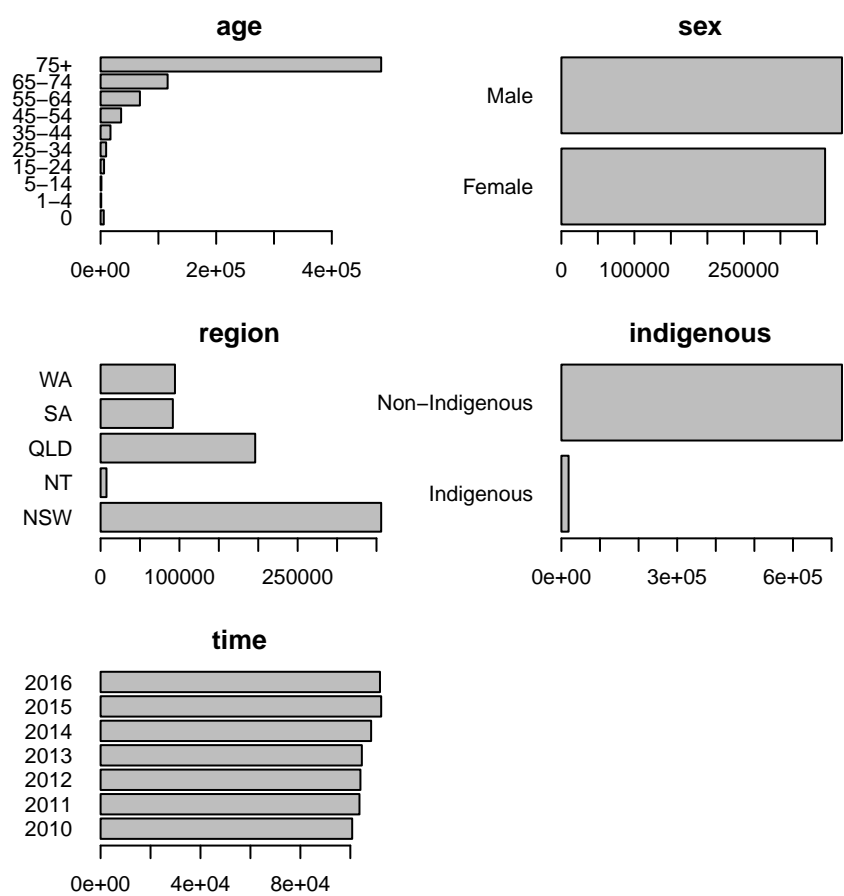 age
75+
65−74
55−64
45−54
35−44
25−34
15−24
5−14
1−4
0
0e+00 2e+05 4e+05
sex
Male
Female
0 100000 250000
region
WA
SA
QLD
NT
NSW
0 100000 250000
indigenous
Non−Indigenous
Indigenous
0e+00 3e+05 6e+05
time
2016
2015
2014
2013
2012
2011
2010
0e+00 4e+04 8e+04